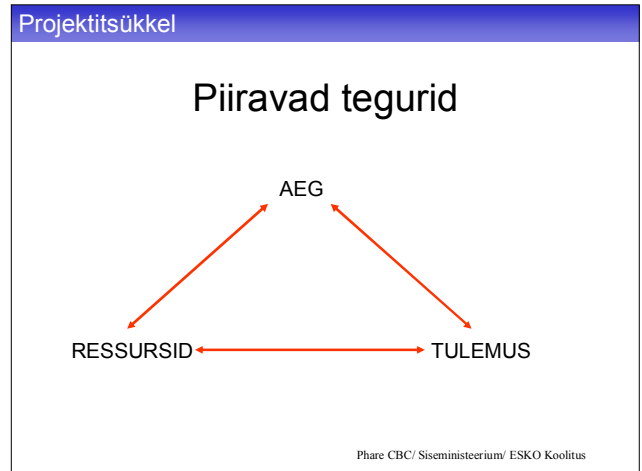 Projektitsükkel
Piiravad tegurid
AEG
RESSURSID
TULEMUS
Phare CBC/ Siseministeerium/ ESKO Koolitus